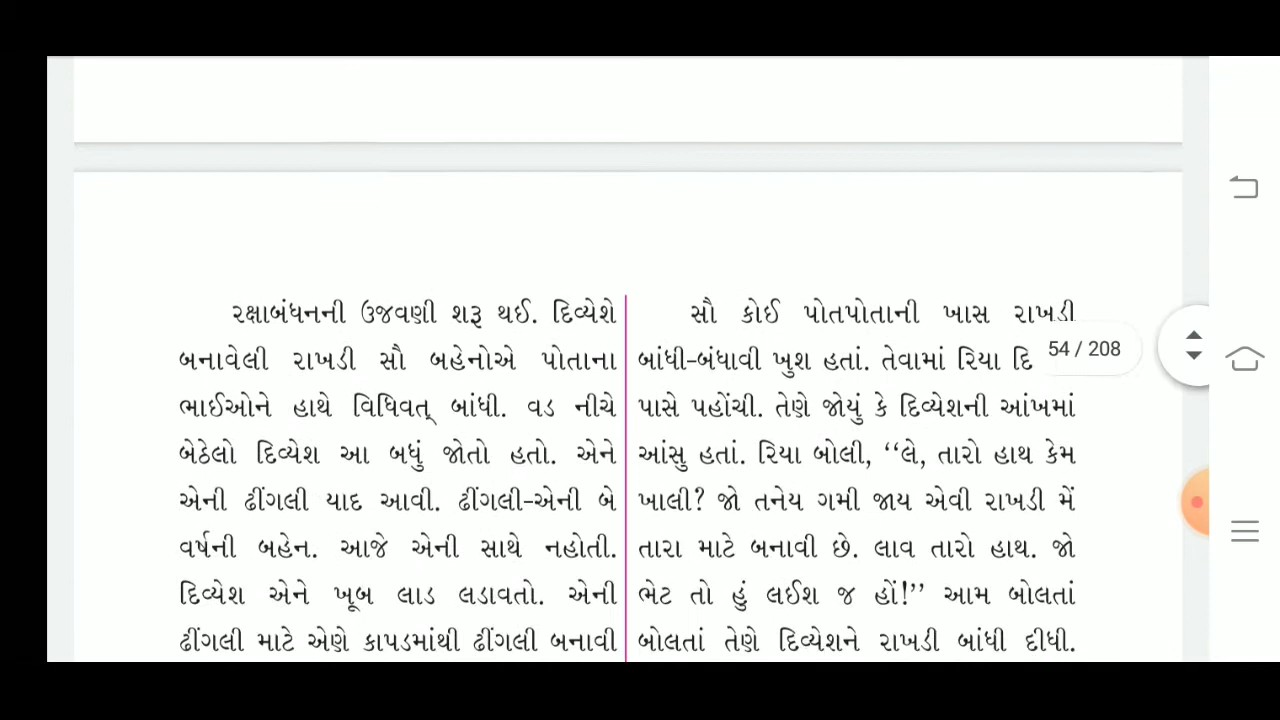 રક્ષાબંધનની ઉજવણી શરૂ થઈ. દિવ્યેશે
બનાવેલી રાખડી સૌ બહેનોએ પોતાના
ભાઈઓને હાથે વિધિવત્ બાંધી. વડ નીચે
બેઠેલો દિવ્યેશ આ બધું જોતો હતો. એને
એની ઢીંગલી યાદ આવી. ઢીંગલી-એની બે
વર્ષની બહેન. આજે એની સાથે નહોતી.
દિવ્યેશ એને ખૂબ લાડ લડાવતો. એની
ઢીંગલી માટે એણે કાપડમાંથી ઢીંગલી બનાવી
સૌ કોઈ પોતપોતાની ખાસ રાખડી
બાંધી-બંધાવી ખુશ હતાં. તેવામાં રિયા દિ
પાસે પહોંચી. તેણે જોયું કે દિવ્યેશની આંખમાં
આંસુ હતાં. રિયા બોલી, ‘‘લે, તારો હાથ કેમ
ખાલી? જો તનેય ગમી જાય એવી રાખડી મેં
તારા માટે બનાવી છે. લાવ તારો હાથ. જો
ભેટ તો હું લઈશ જ હોં!’’ આમ બોલતાં
બોલતાં તેણે દિવ્યેશને રાખડી બાંધી દીધી.
54 / 208